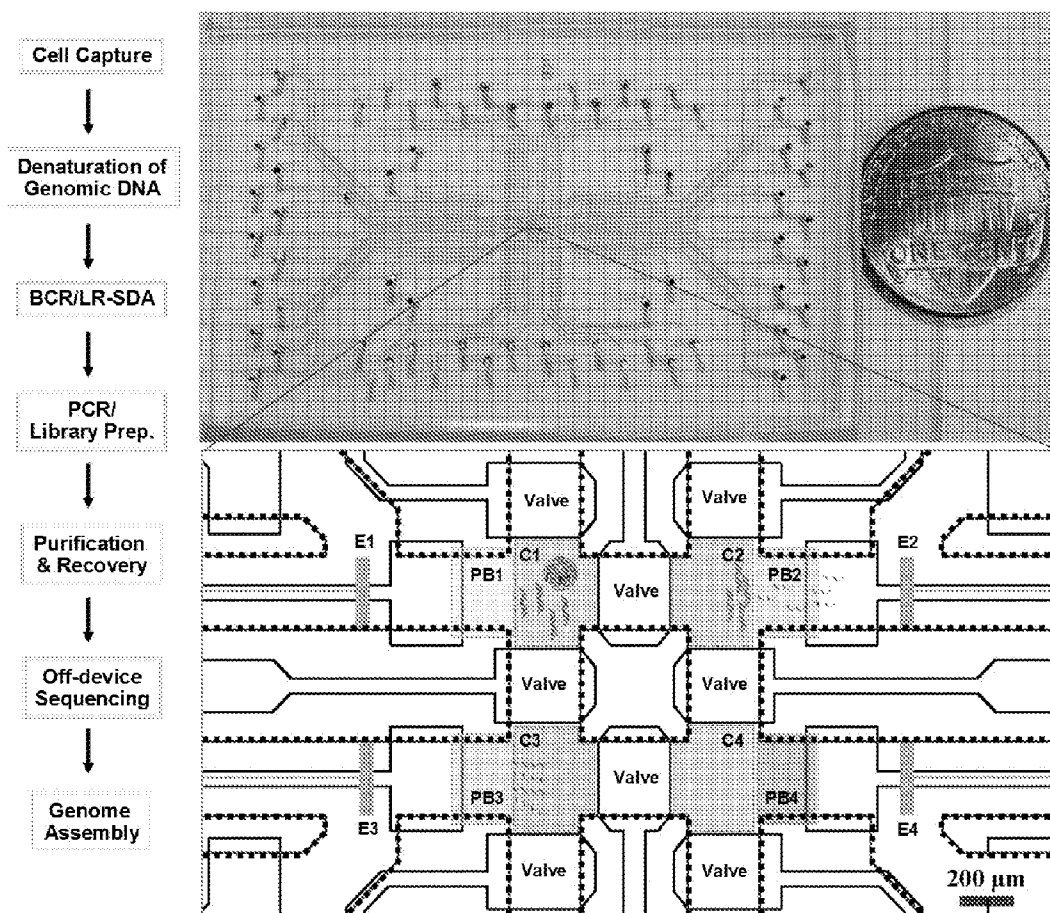 Cell Capture
Denaturation of
Genomic DNA
BCR/LR-SDA
PCR/
Library Prep.
Purification
& Recovery
Off-device
Sequencing
Genome
Assembly
ONE CENT
Valve
Valve
E1
C1
C2
E2
PB1
Valve
PB2
Valve
Valve
C3
C4
PB3
Valve
PB4
E3
E4
Valve
Valve
200 µm